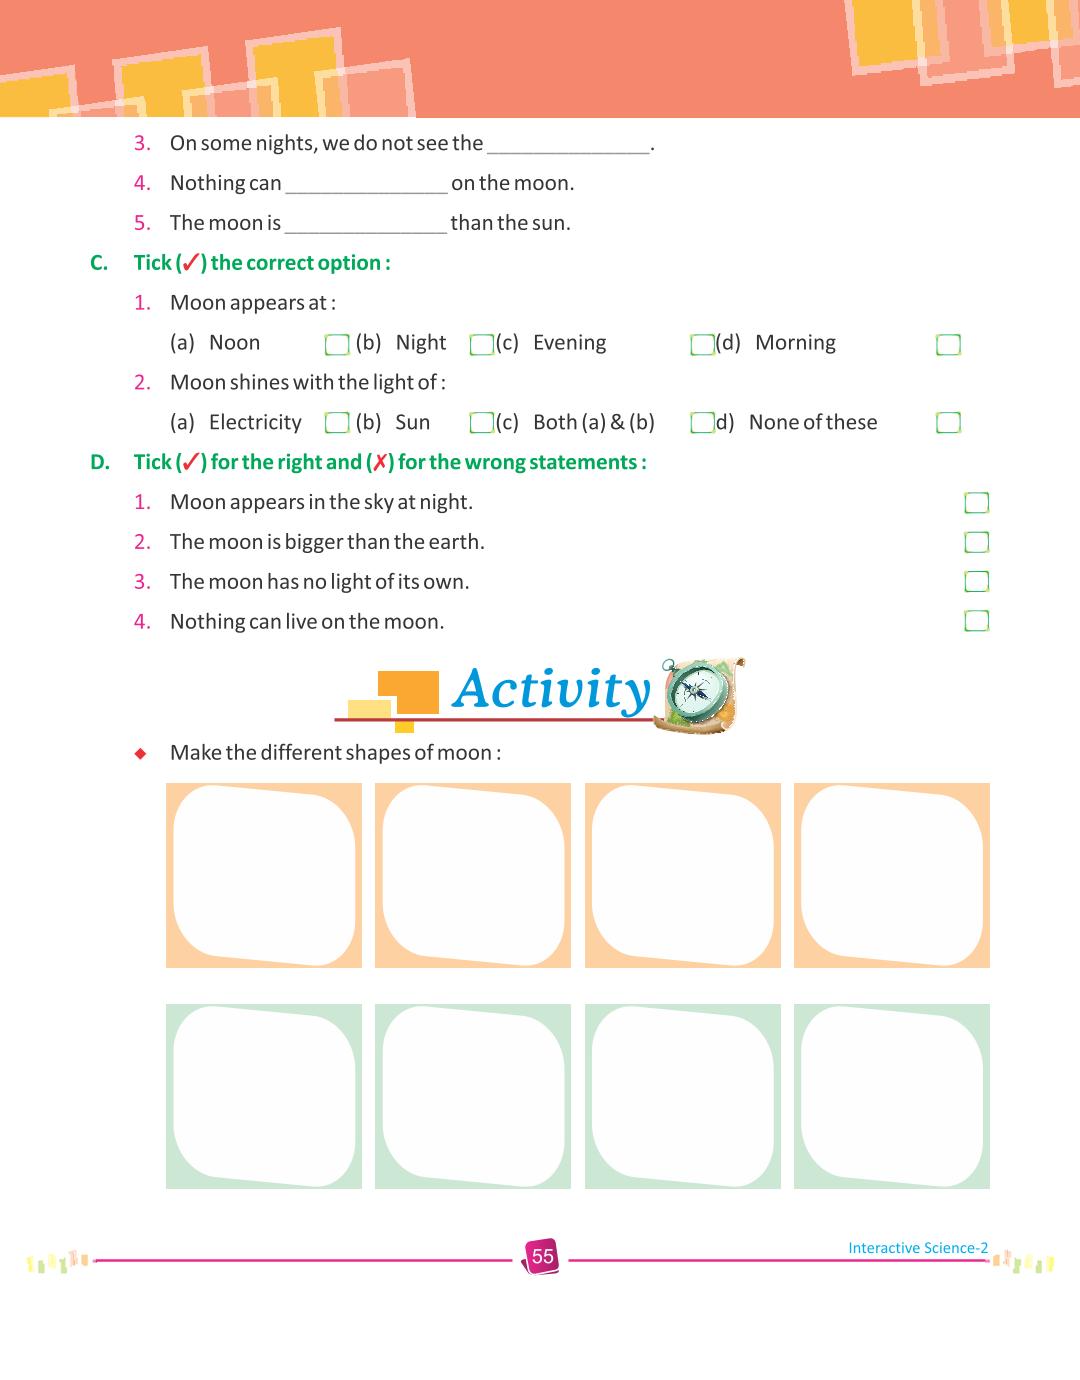 3. On some nights, we do not see the ______________.
4. Nothing can ______________ on the moon.
5. The moon is ______________ than the sun.
C. Tick (✓) the correct option :
1. Moon appears at :
(a) Noon (b) Night (c) Evening (d) Morning
2. Moon shines with the light of :
(a) Electricity (b) Sun (c) Both (a) & (b) d) None of these
D. Tick (✓) for the right and (✗) for the wrong statements :
1. Moon appears in the sky at night.
2. The moon is bigger than the earth.
3. The moon has no light of its own.
4. Nothing can live on the moon.
Activity
◆ Make the different shapes of moon :
Interactive Science-2
55